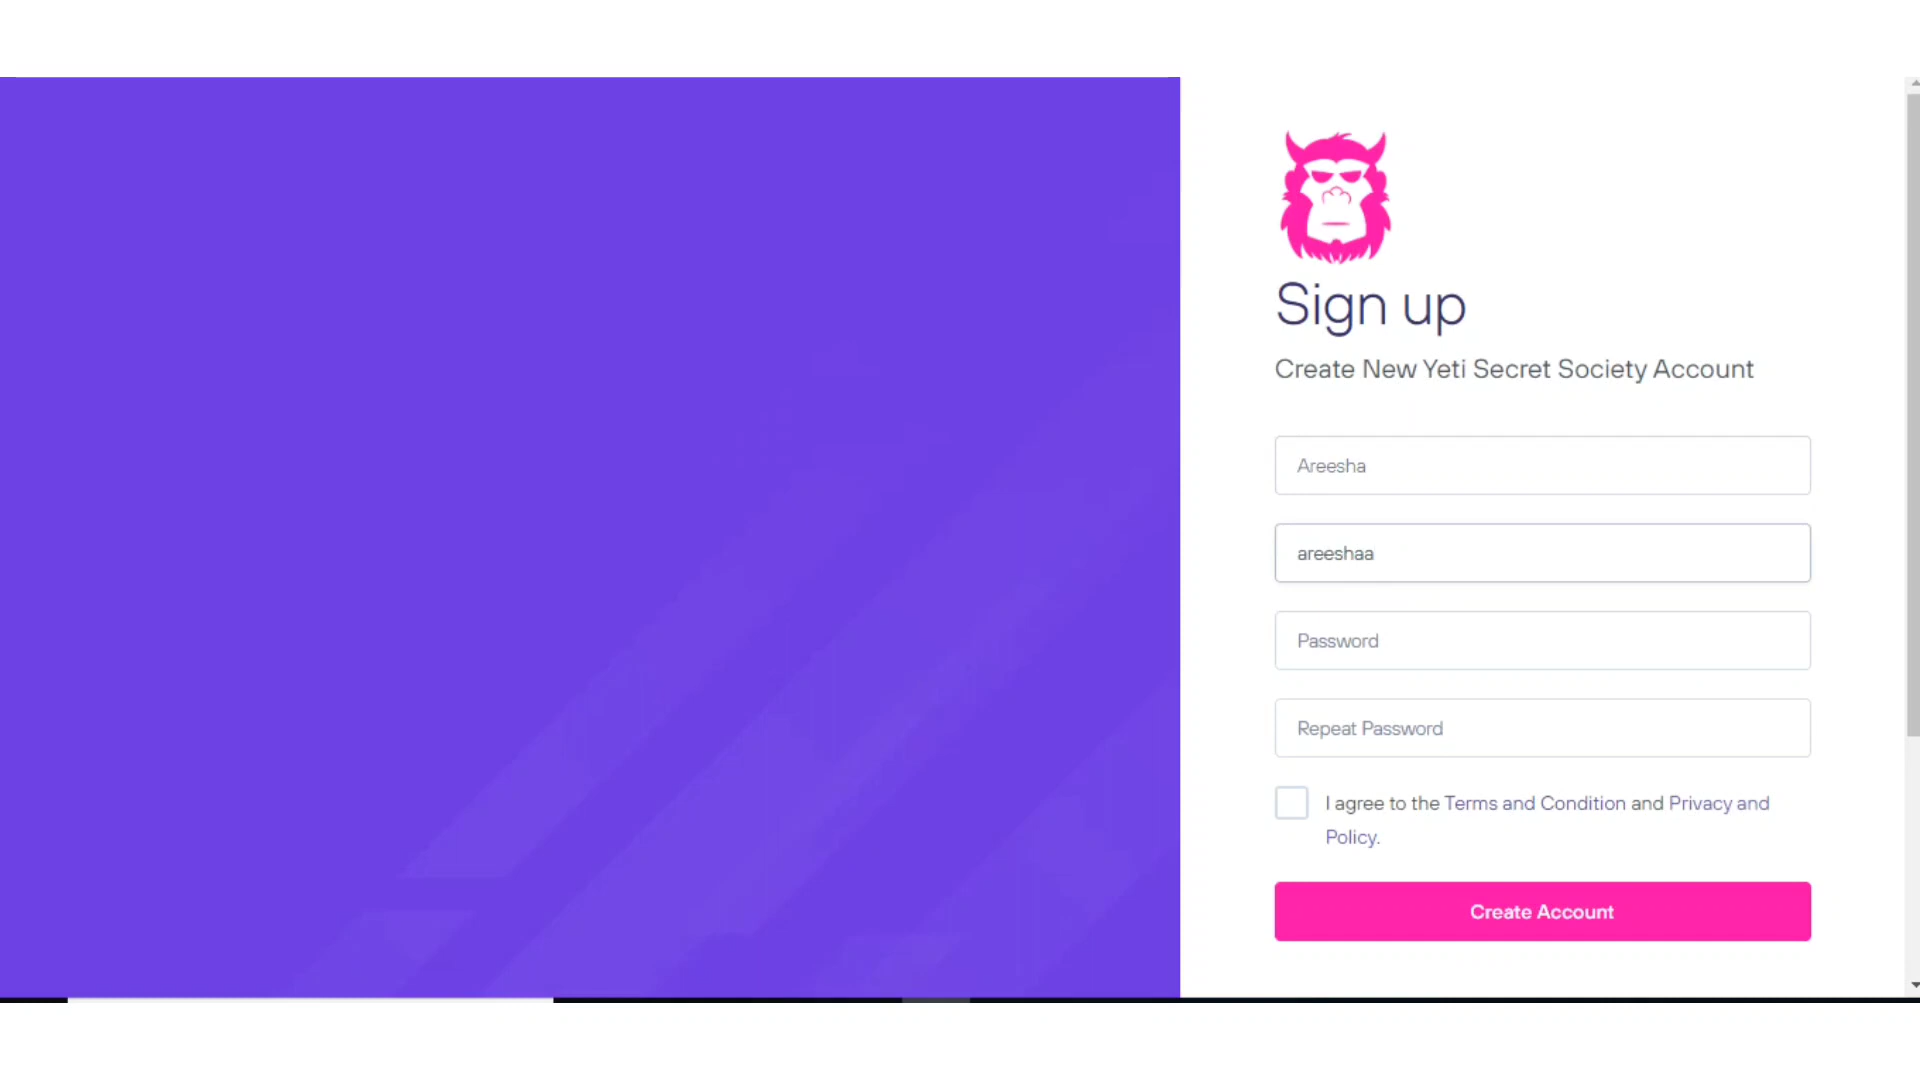 Sign up
Create New Yeti Secret Society Account
Areesha
areeshaa
Password
Repeat Password
I agree to the Terms and Condition and Privacy and
Policy.
Create Account